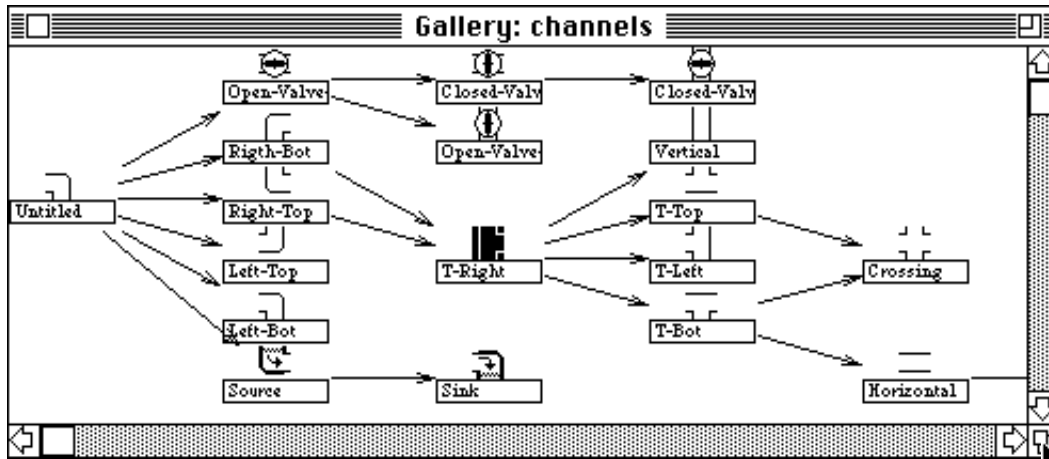 Gallery: channels
Open-Valve-
Closed-Valv
Closed-Valv
Rigth-Bot
Open-Valve-
Vertical
Untitled
Right-Top
T-Top
Left-Top
T-Right
T-Left
Crossing
Left-Bot
T-Bot
Source
Sink
Horizontal